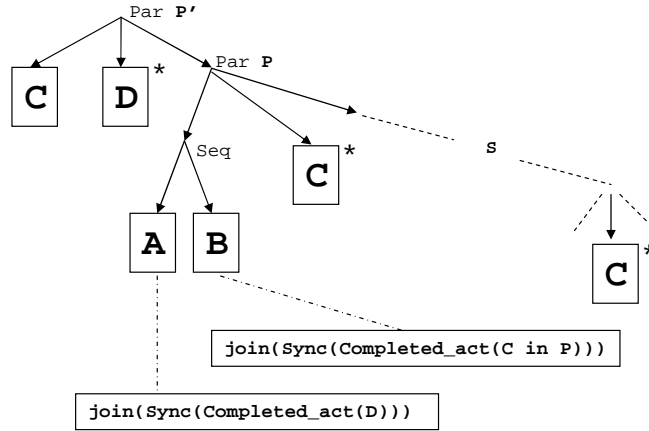 Par P'
C
D *
Par P
Seq
C *
S
A
B
C *
join(Sync(Completed_act(C in P)))
join(Sync(Completed_act(D)))